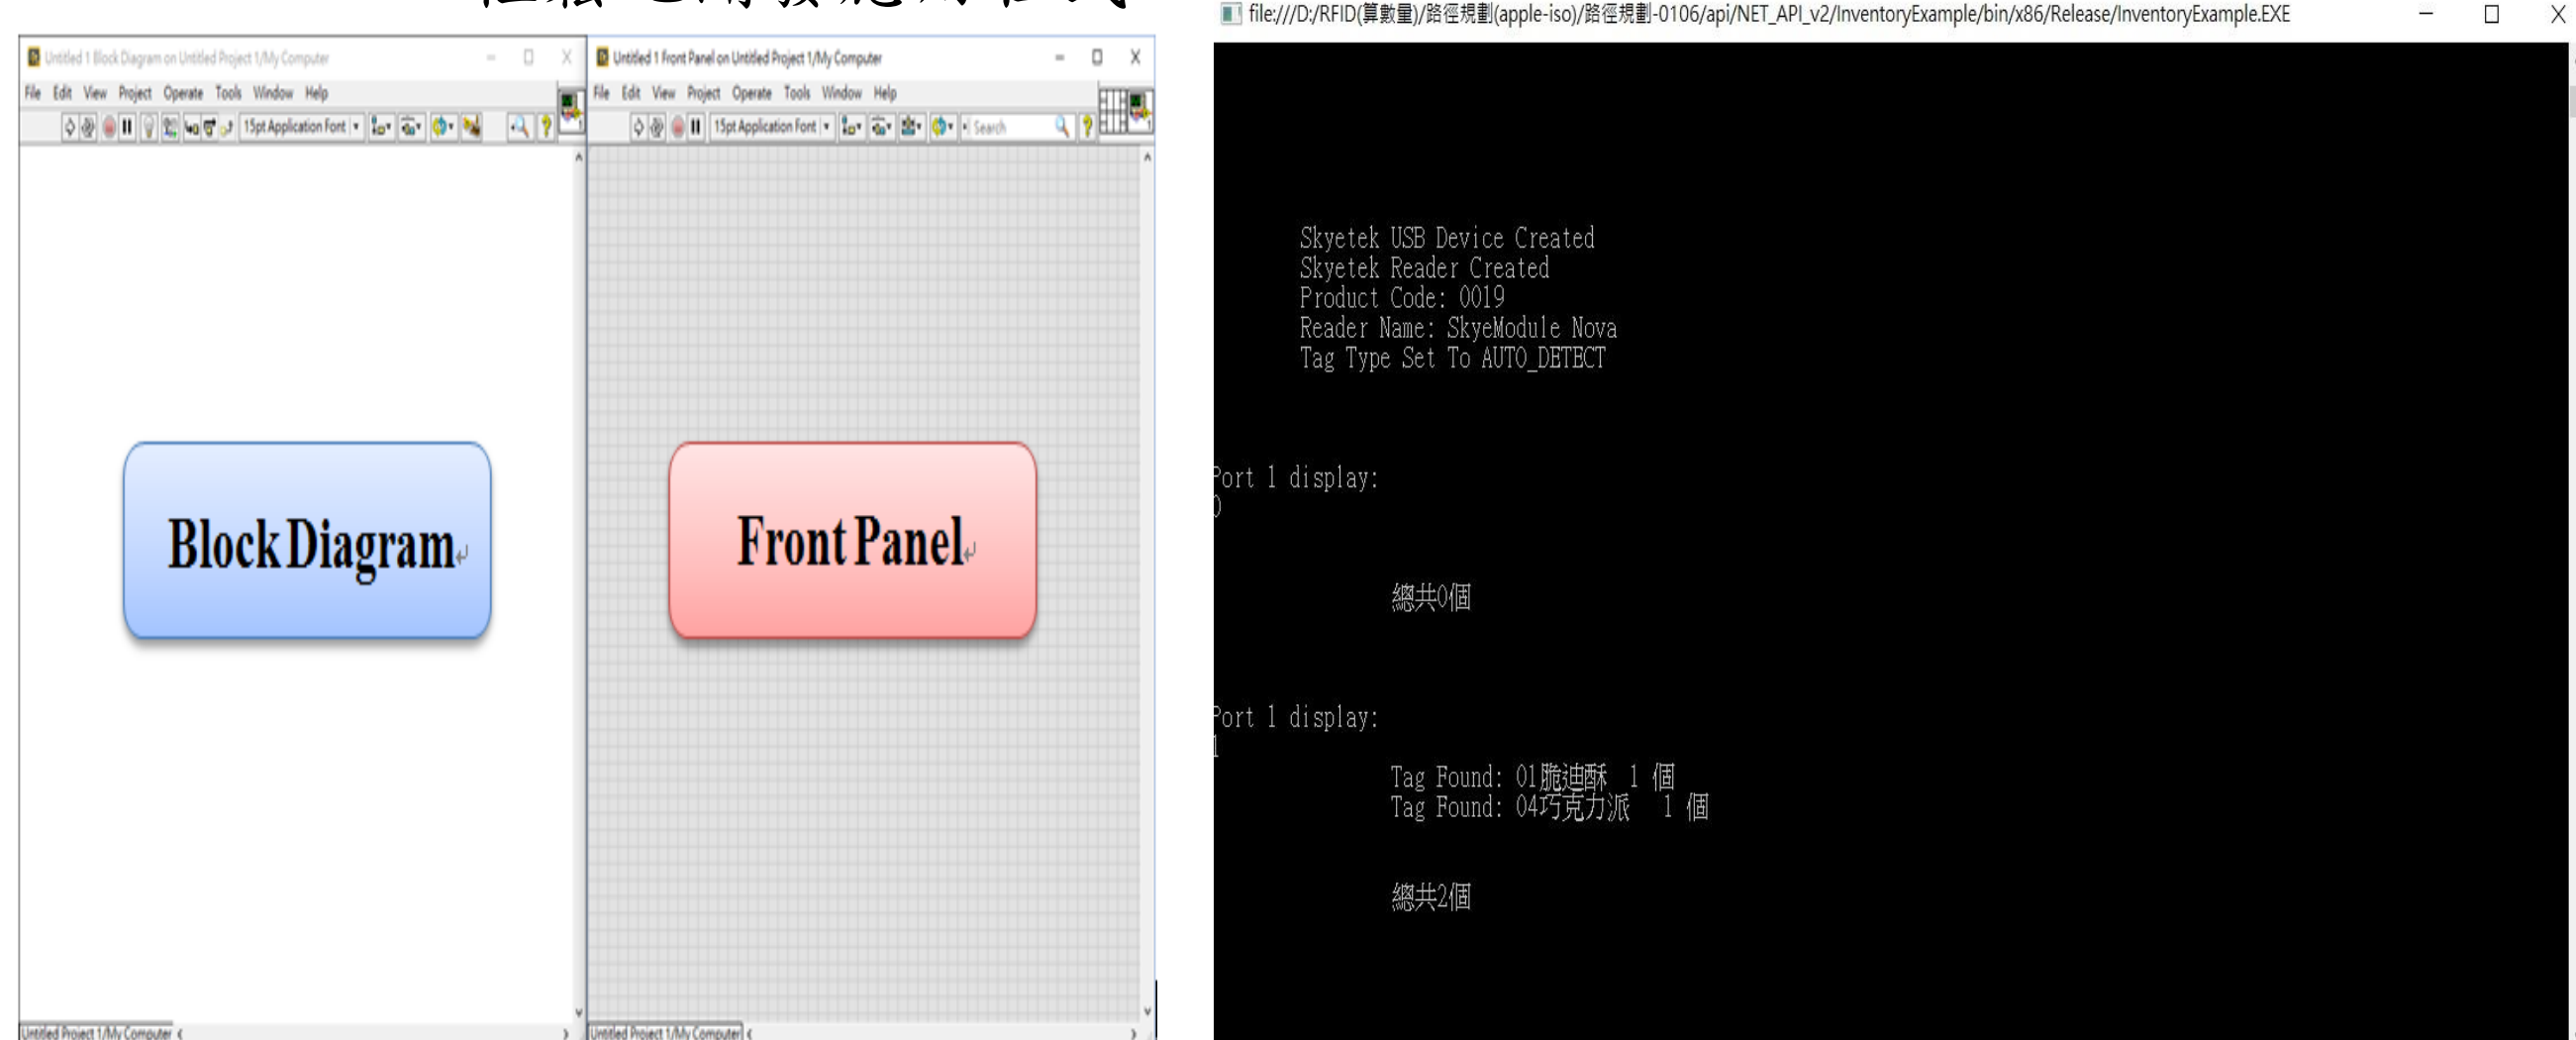 Untitled 1 Block Diagram on Untitled Project 1/My Computer
File Edit View Project Operate Tools Window Help
15pt Application Font
Block Diagram
Untitled Project 1/My Computer
Untitled 1 Front Panel on Untitled Project 1/My Computer
File Edit View Project Operate Tools Window Help
15pt Application Font
Search
Front Panel
Untitled Project 1/My Computer
file:///D:/RFID(算數量)/路徑規劃(apple-iso)/路徑規劃-0106/api/NET_API_v2/InventoryExample/bin/x86/Release/InventoryExample.EXE
Skyetek USB Device Created
Skyetek Reader Created
Product Code: 0019
Reader Name: SkyeModule Nova
Tag Type Set To AUTO_DETECT
Port 1 display:
0
總共0個
Port 1 display:
1
Tag Found: 01脆迪酥 1 個
Tag Found: 04巧克力派 1 個
總共2個